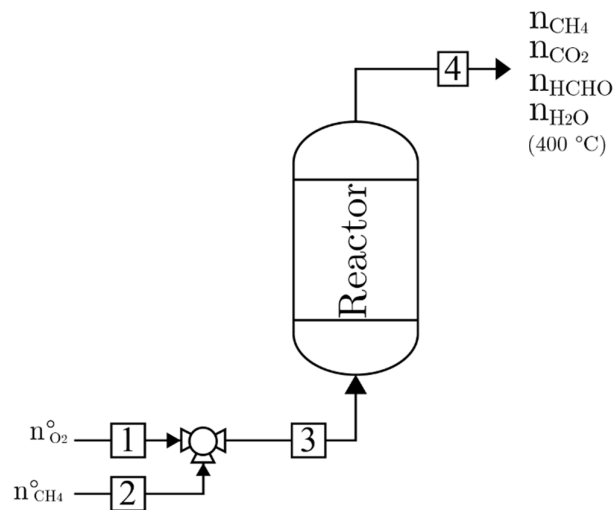 n_CH₄
n_CO₂
n_HCHO
n_H₂O
(400 °C)
4
Reactor
n°_O₂
1
3
n°_CH₄
2